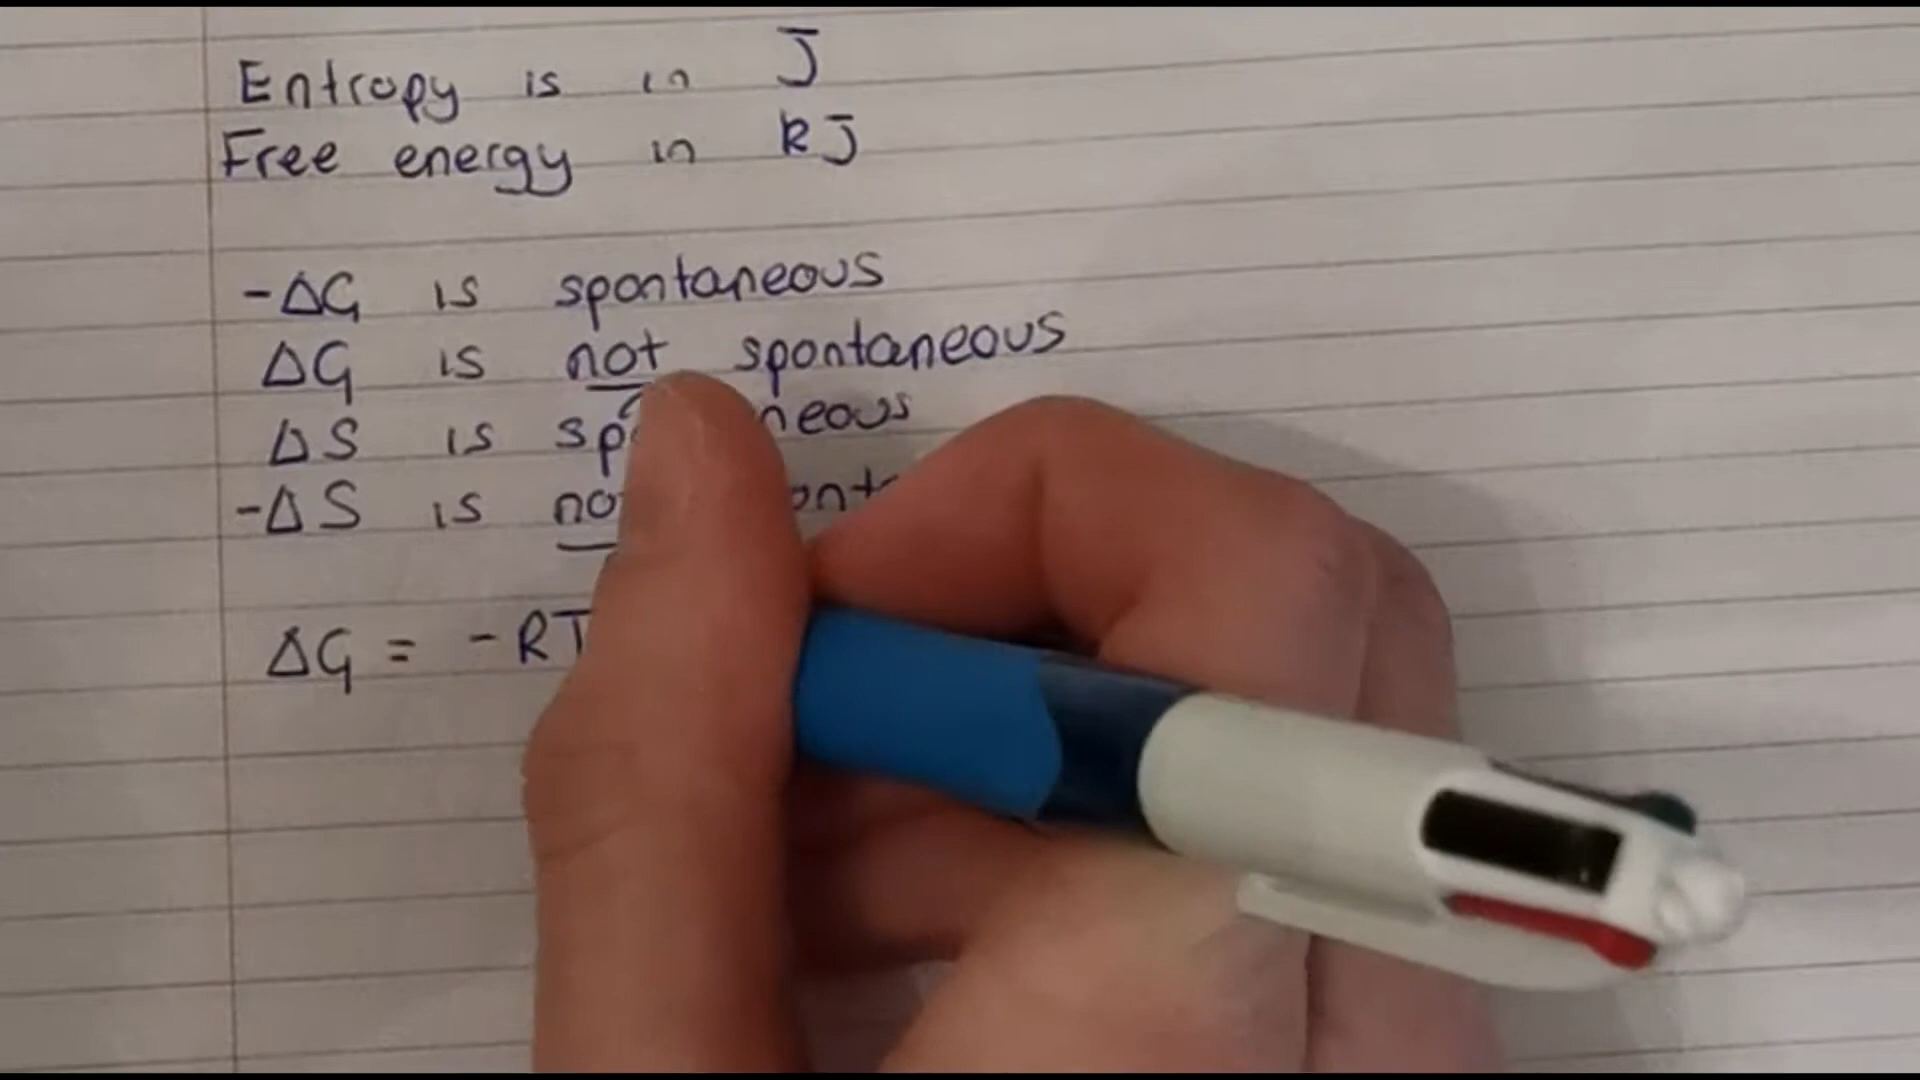 Entropy is in J
Free energy in kJ
-ΔG is spontaneous
ΔG is not spontaneous
ΔS is
-ΔS is
ΔG = -RT